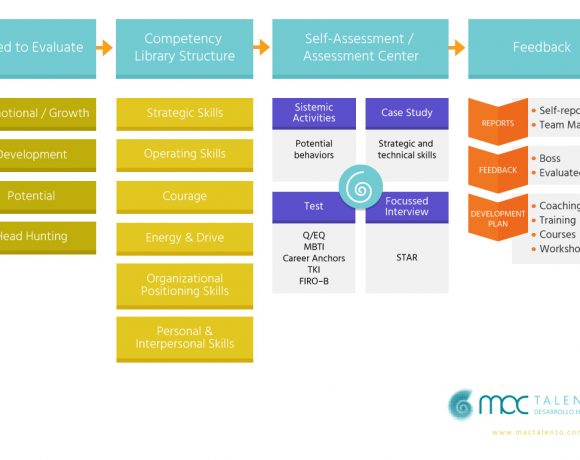 ed to Evaluate
Competency
Library Structure
Self-Assessment /
Assessment Center
Feedback
otional / Growth
Development
Potential
Head Hunting
Strategic Skills
Operating Skills
Courage
Energy & Drive
Organizational
Positioning Skills
Personal &
Interpersonal Skills
Sistemic
Activities
Potential
behaviors
Case Study
Strategic and
technical skills
Test
Q/EQ
MBTI
Career Anchors
TKI
FIRO–B
Focussed
Interview
STAR
REPORTS
• Self-repo
• Team Ma
FEEDBACK
• Boss
• Evaluated
DEVELOPMENT
PLAN
• Coaching
• Training
• Courses
• Worksho
moc TALEN
DESARROLLO H
www.mactalento.co